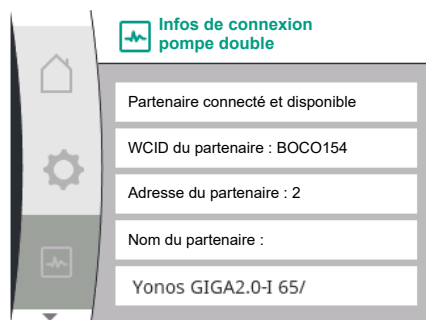 Infos de connexion
pompe double
Partenaire connecté et disponible
WCID du partenaire : BOCO154
Adresse du partenaire : 2
Nom du partenaire :
Yonos GIGA2.0-I 65/